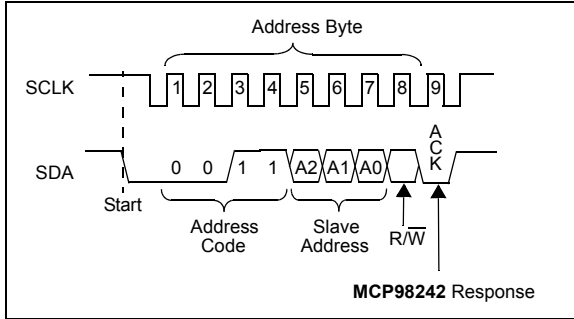 Address Byte
SCLK
1 2 3 4 5 6 7 8 9
SDA
0 0 1 1 A2 A1 A0
ACK
Start
Address Code
Slave Address
R/W̅
MCP98242 Response